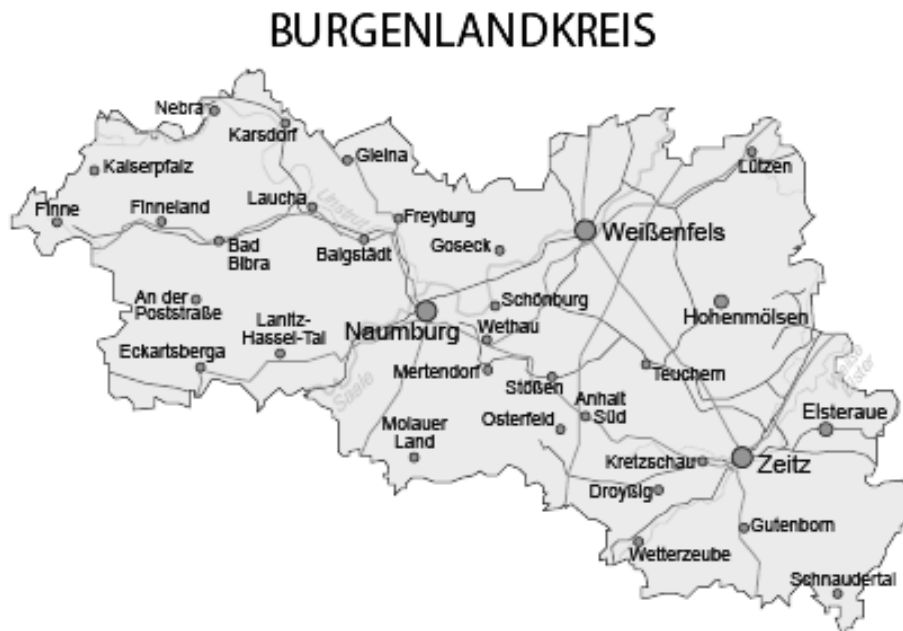 BURGENLANDKREIS
Nebra
Karsdorf
Gleina
Lützen
Kaiserpfalz
Laucha
Unstrut
Finne
Finneland
Freyburg
Weißenfels
Bad
Bibra
Balgstädt
Goseck
An der
Poststraße
Schönburg
Hohenmölsen
Lanitz-
Hassel-Tal
Naumburg
Wethau
Eckartsberga
Mertendorf
Stößen
Teuchern
Weiße
Elster
Saale
Anhalt
Süd
Osterfeld
Elsteraue
Molauer
Land
Kretzschau
Zeitz
Droyßig
Gutenborn
Wetterzeube
Schnaudertal